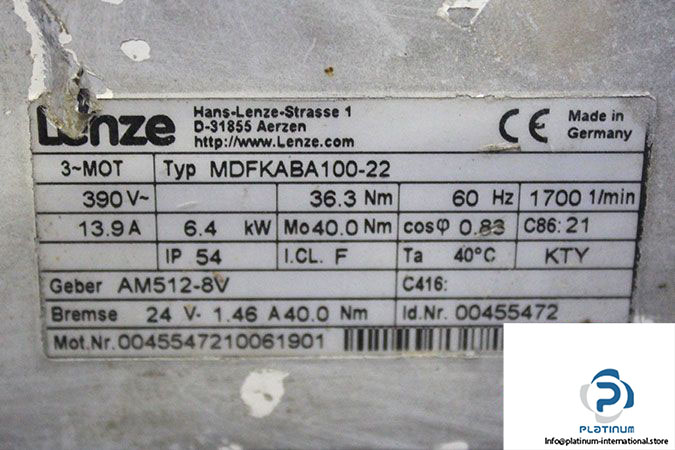 Lenze
Hans-Lenze-Strasse 1
D-31855 Aerzen
http://www.Lenze.com
CE
Made in
Germany
3~MOT Typ MDFKABA100-22
390 V~ 36.3 Nm 60 Hz 1700 1/min
13.9 A 6.4 kW Mo 40.0 Nm cosφ 0.83 C86: 21
IP 54 I.CL. F Ta 40°C KTY
Geber AM512-8V C416:
Bremse 24 V- 1.46 A 40.0 Nm Id.Nr. 00455472
Mot.Nr. 0045547210061901
PLATINUM
Info@platinum-international.store